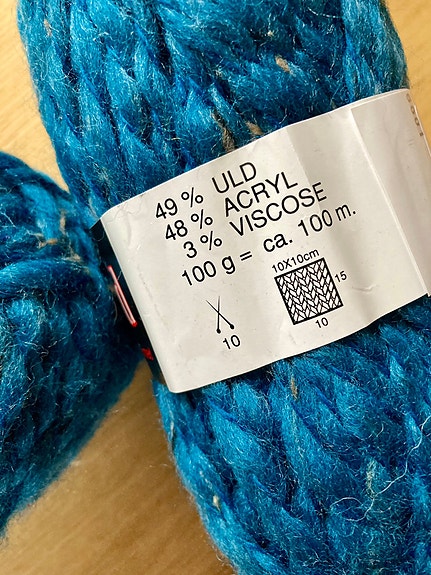 49 % ULD
48 % ACRYL
3 % VISCOSE
100 g = ca. 100 m.
10X10cm
15
10
10